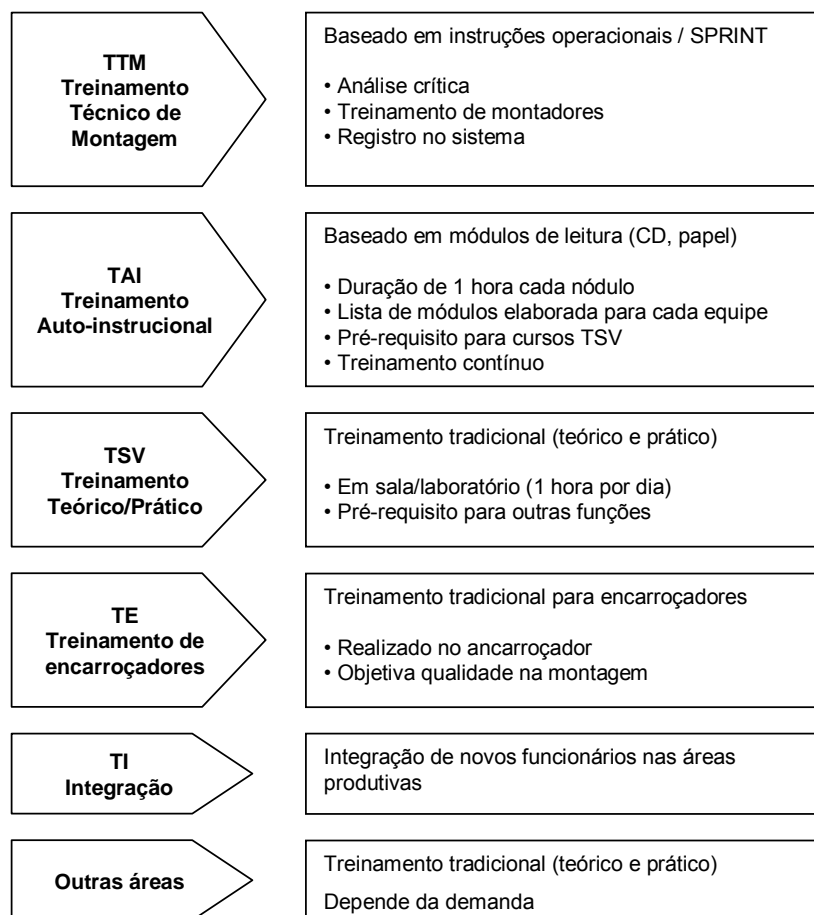 TTM
Treinamento
Técnico de
Montagem
Baseado em instruções operacionais / SPRINT
• Análise crítica
• Treinamento de montadores
• Registro no sistema
TAI
Treinamento
Auto-instrucional
Baseado em módulos de leitura (CD, papel)
• Duração de 1 hora cada nódulo
• Lista de módulos elaborada para cada equipe
• Pré-requisito para cursos TSV
• Treinamento contínuo
TSV
Treinamento
Teórico/Prático
Treinamento tradicional (teórico e prático)
• Em sala/laboratório (1 hora por dia)
• Pré-requisito para outras funções
TE
Treinamento de
encarroçadores
Treinamento tradicional para encarroçadores
• Realizado no ancarroçador
• Objetiva qualidade na montagem
TI
Integração
Integração de novos funcionários nas áreas
produtivas
Outras áreas
Treinamento tradicional (teórico e prático)
Depende da demanda